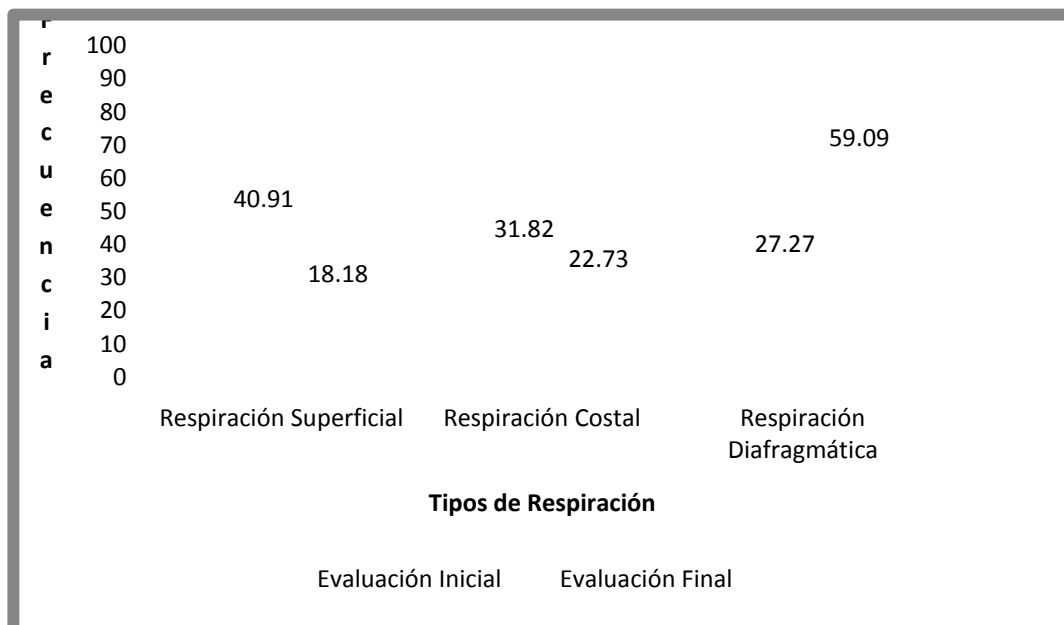 Frecuencia
100
90
80
70
60
50
40
30
20
10
0
59.09
40.91
31.82
27.27
22.73
18.18
Respiración Superficial
Respiración Costal
Respiración
Diafragmática
Tipos de Respiración
Evaluación Inicial
Evaluación Final